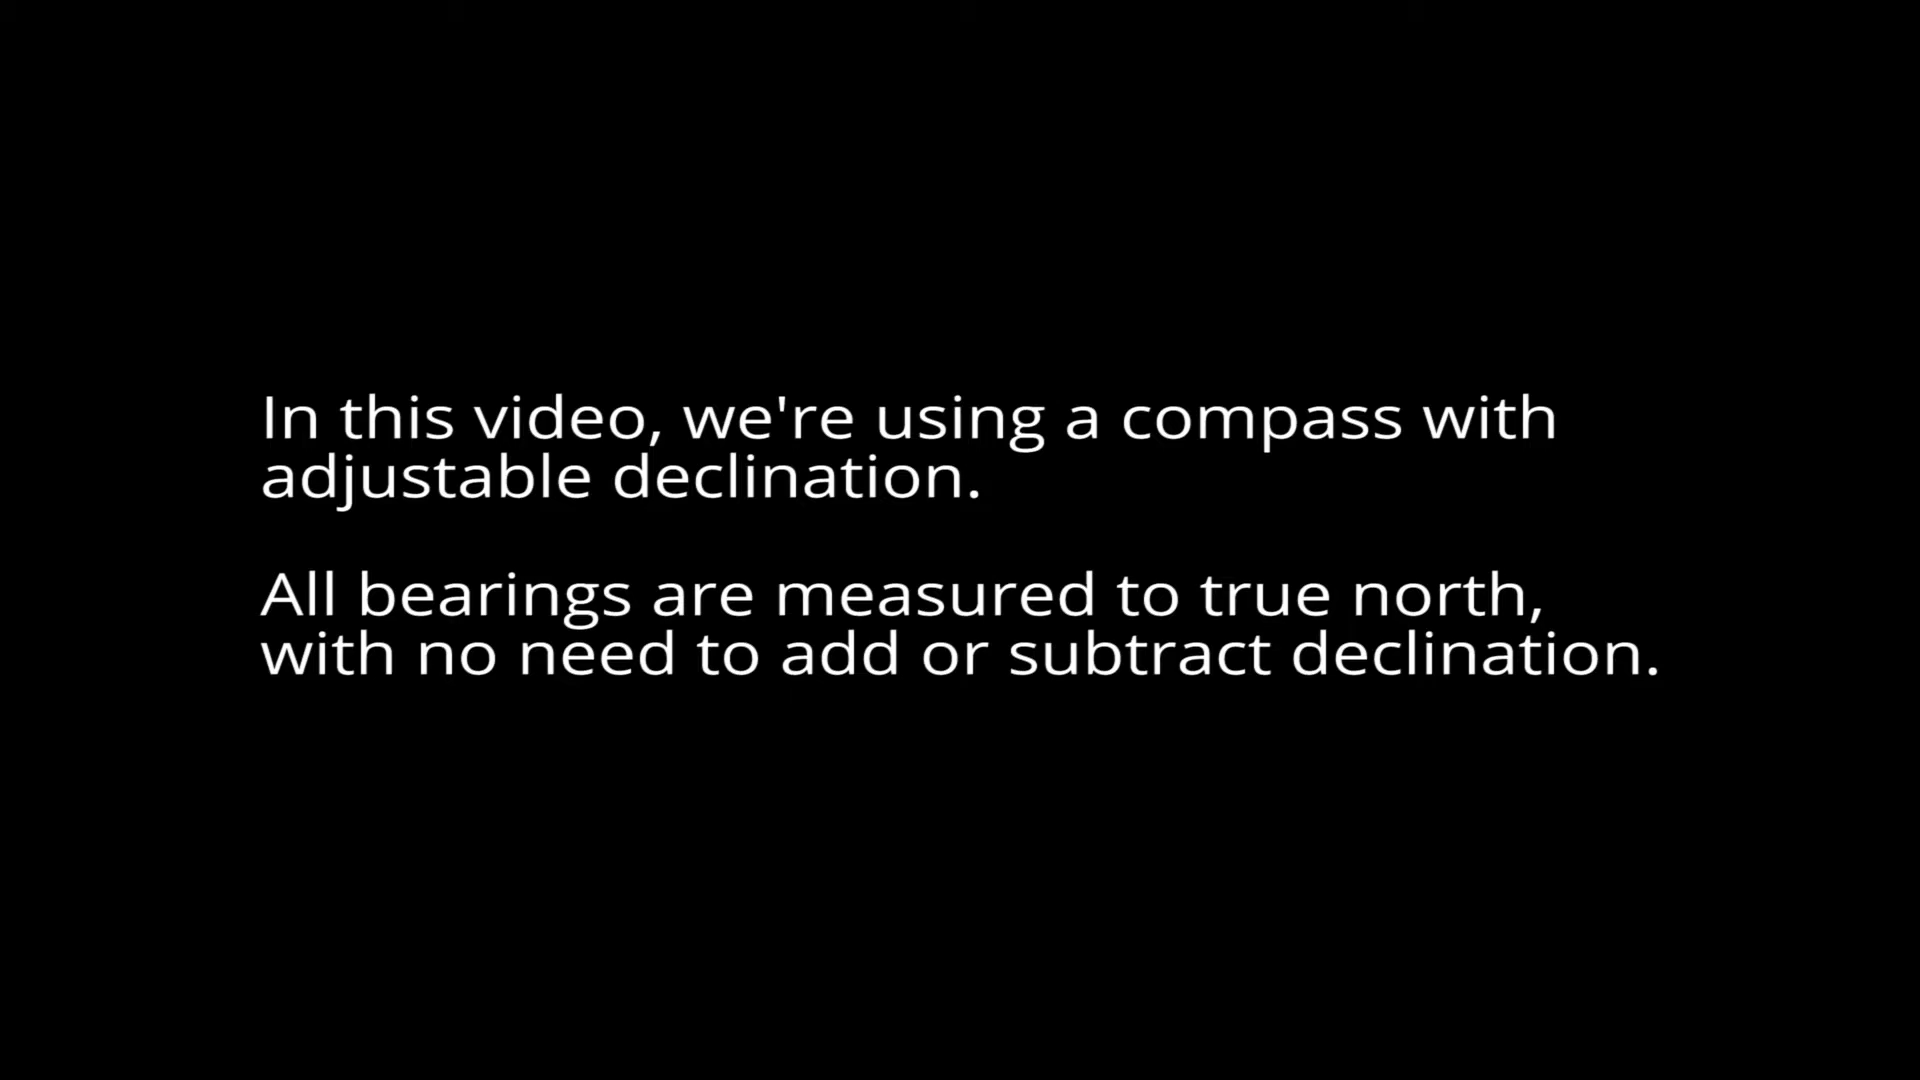 In this video, we're using a compass with
adjustable declination.
All bearings are measured to true north,
with no need to add or subtract declination.